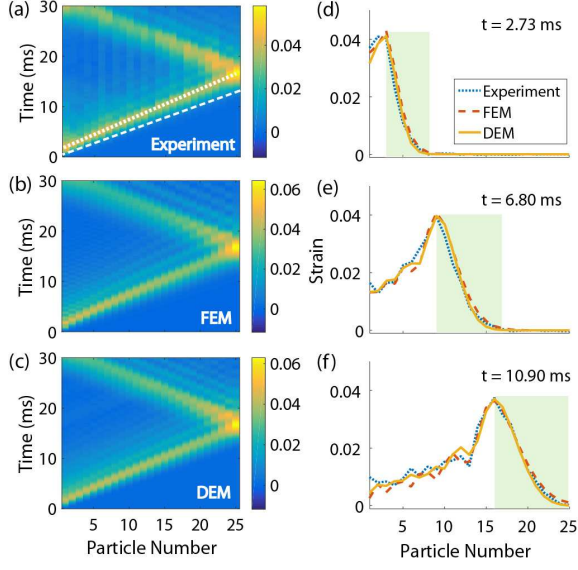 (a)
Time (ms)
30
20
10
0
Experiment
0.04
0.02
0
(b)
Time (ms)
30
20
10
0
FEM
0.06
0.04
0.02
0
(c)
Time (ms)
30
20
10
0
DEM
0.06
0.04
0.02
0
5 10 15 20 25
Particle Number
(d)
t = 2.73 ms
0.04
0.02
0
Experiment
FEM
DEM
(e)
t = 6.80 ms
Strain
0.04
0.02
0
(f)
t = 10.90 ms
0.04
0.02
0
5 10 15 20 25
Particle Number